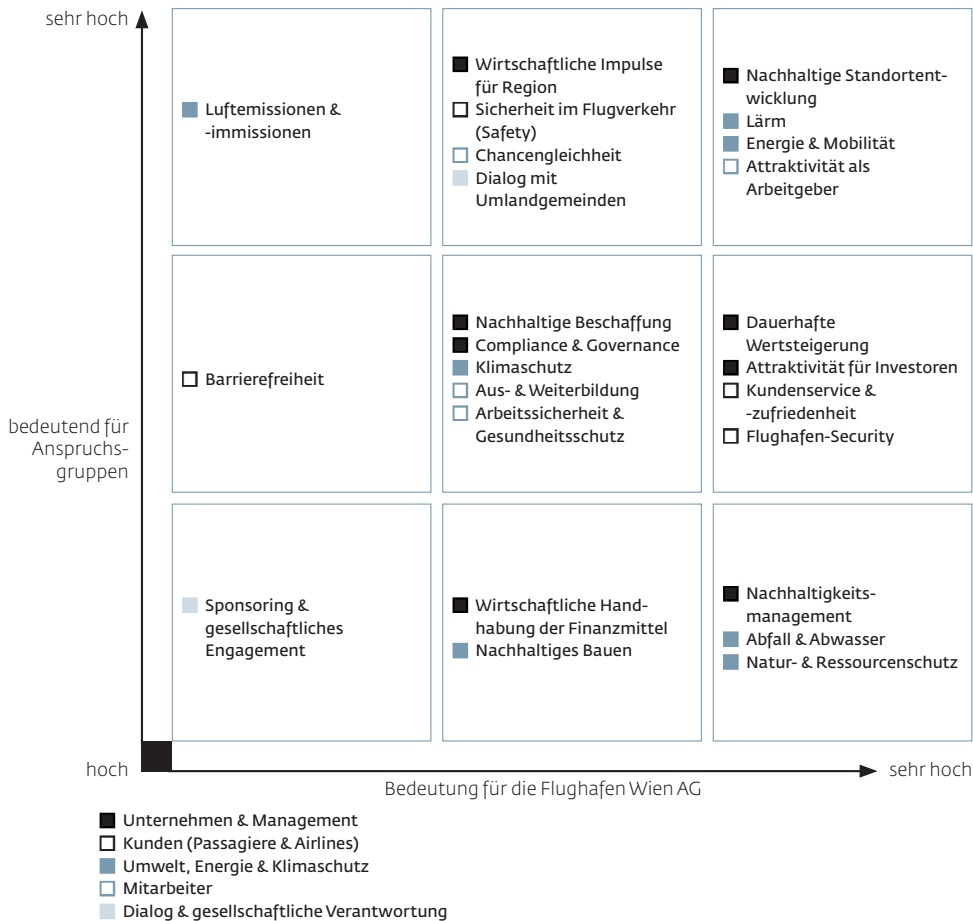 sehr hoch
Luftemissionen &
-immissionen
Wirtschaftliche Impulse
für Region
Sicherheit im Flugverkehr
(Safety)
Chancengleichheit
Dialog mit
Umlandgemeinden
Nachhaltige Standortent-
wicklung
Lärm
Energie & Mobilität
Attraktivität als
Arbeitgeber
bedeutend für
Anspruchs-
gruppen
Barrierefreiheit
Nachhaltige Beschaffung
Compliance & Governance
Klimaschutz
Aus- & Weiterbildung
Arbeitssicherheit &
Gesundheitsschutz
Dauerhafte
Wertsteigerung
Attraktivität für Investoren
Kundenservice &
-zufriedenheit
Flughafen-Security
Sponsoring &
gesellschaftliches
Engagement
Wirtschaftliche Hand-
habung der Finanzmittel
Nachhaltiges Bauen
Nachhaltigkeits-
management
Abfall & Abwasser
Natur- & Ressourcenschutz
hoch
sehr hoch
Bedeutung für die Flughafen Wien AG
Unternehmen & Management
Kunden (Passagiere & Airlines)
Umwelt, Energie & Klimaschutz
Mitarbeiter
Dialog & gesellschaftliche Verantwortung